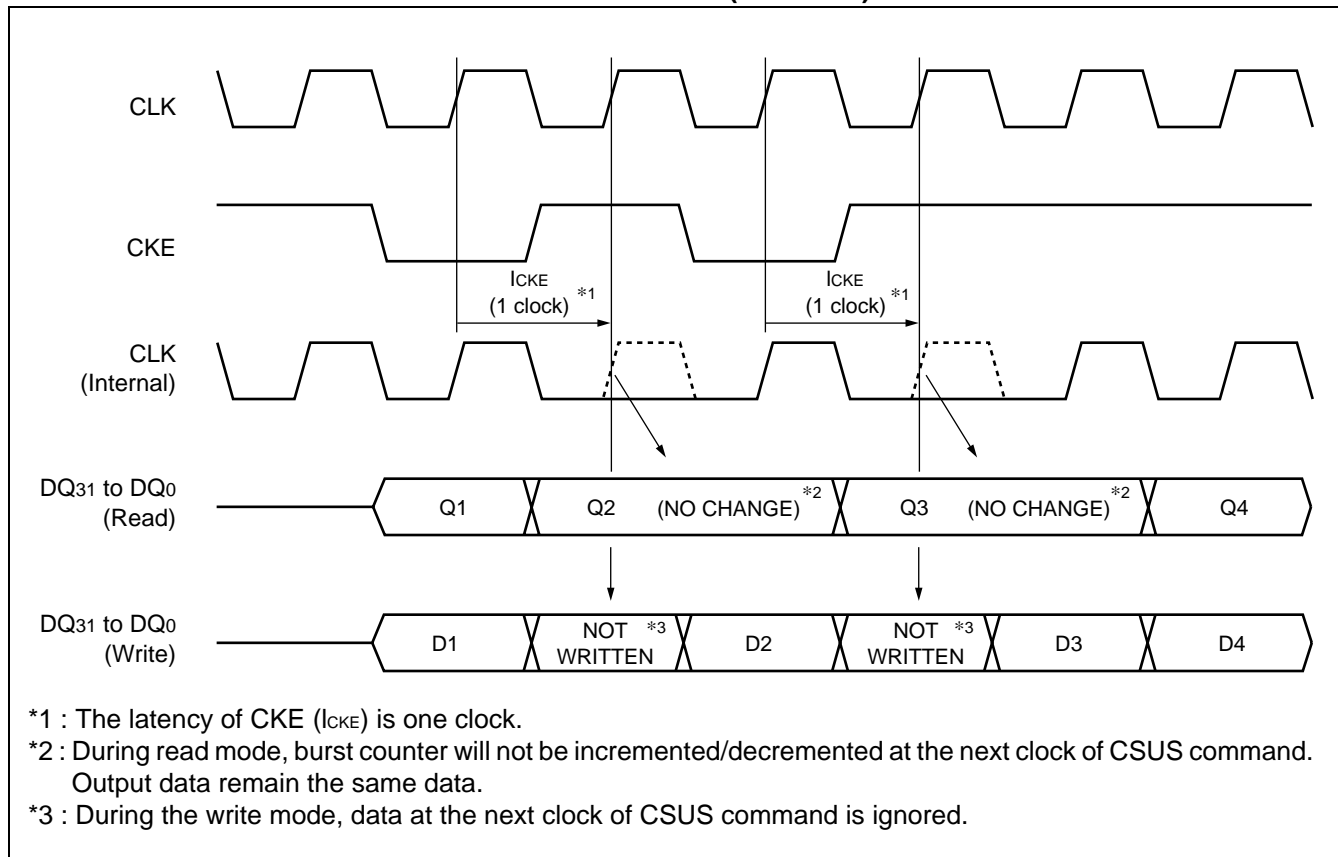 CLK
CKE
ICKE
(1 clock) *1
ICKE
(1 clock) *1
CLK
(Internal)
DQ31 to DQ0
(Read)
Q1
Q2 (NO CHANGE) *2
Q3 (NO CHANGE) *2
Q4
DQ31 to DQ0
(Write)
D1
NOT *3
WRITTEN
D2
NOT *3
WRITTEN
D3
D4
*1 : The latency of CKE (ICKE) is one clock.
*2 : During read mode, burst counter will not be incremented/decremented at the next clock of CSUS command.
Output data remain the same data.
*3 : During the write mode, data at the next clock of CSUS command is ignored.